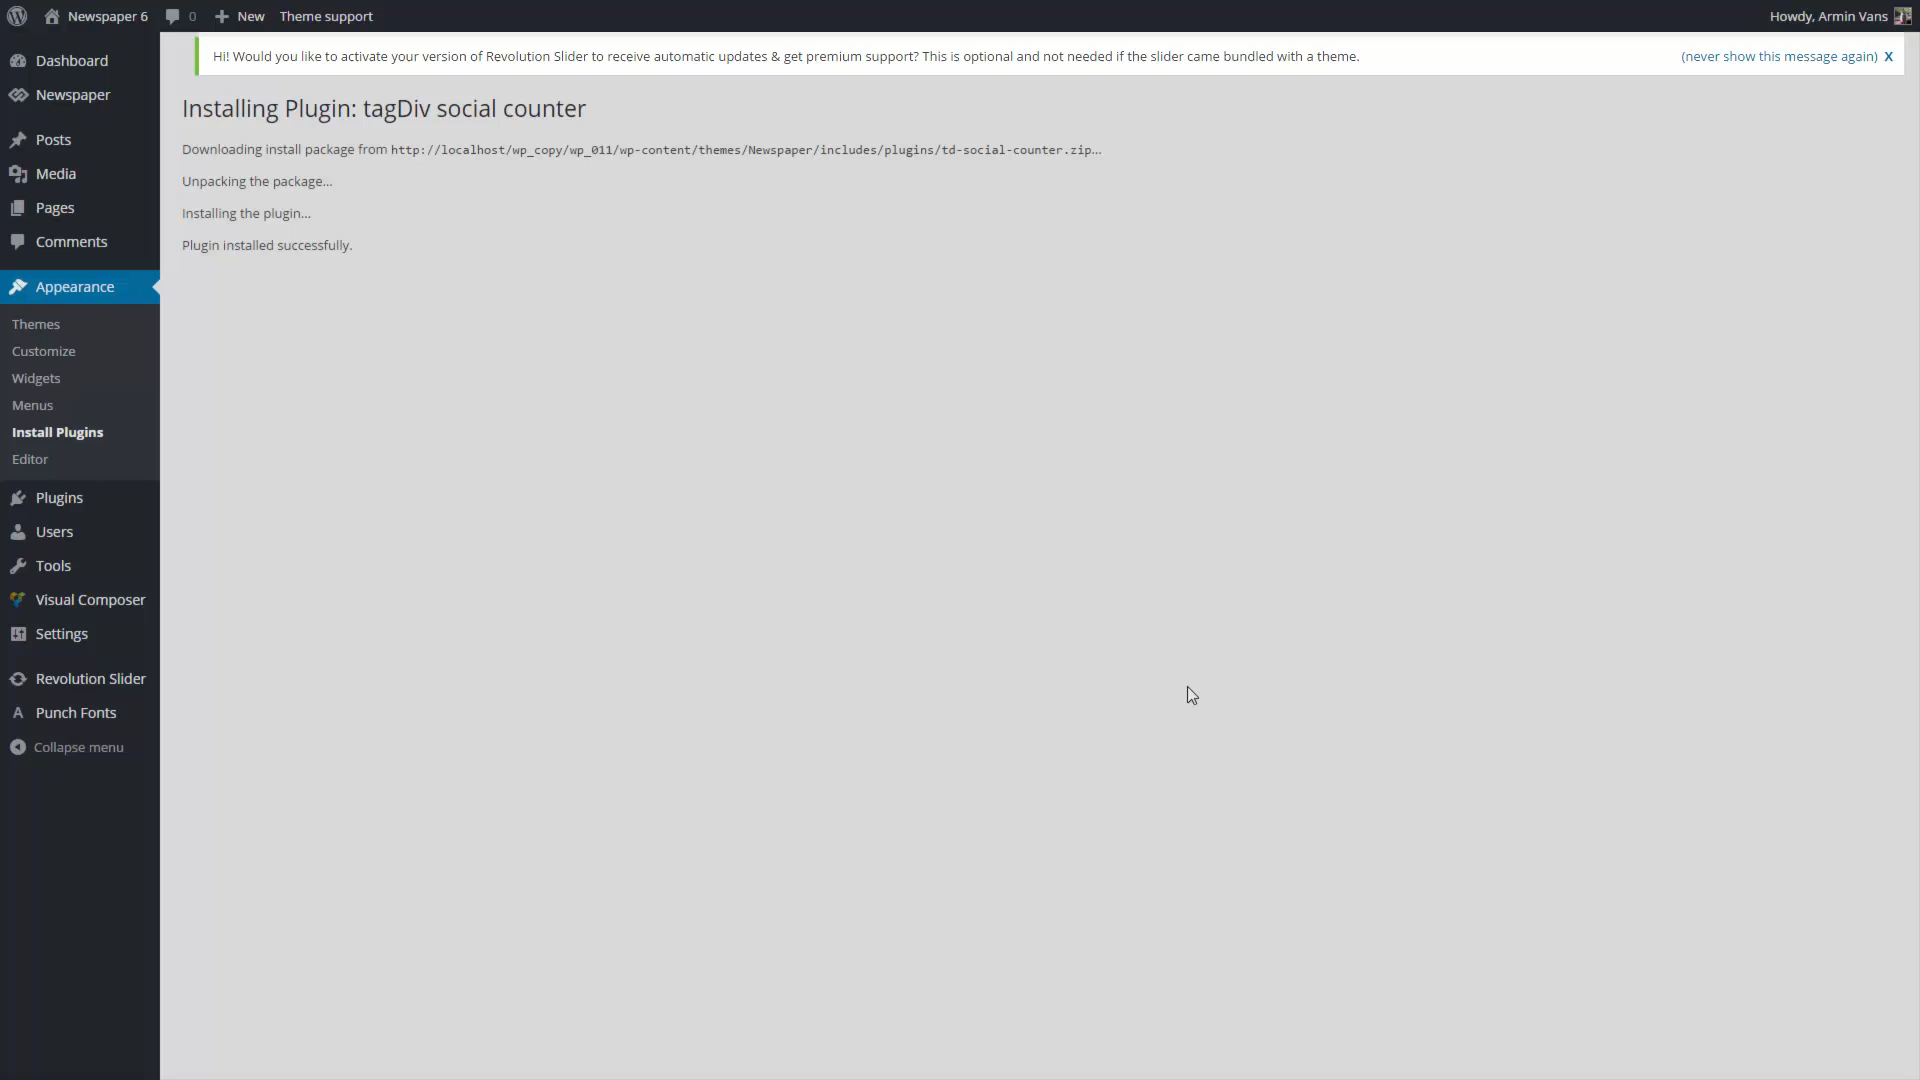 Newspaper 6 0 New Theme support Howdy, Armin Vans
Hi! Would you like to activate your version of Revolution Slider to receive automatic updates & get premium support? This is optional and not needed if the slider came bundled with a theme. (never show this message again) X
Dashboard
Newspaper
Posts
Media
Pages
Comments
Appearance
Themes
Customize
Widgets
Menus
Install Plugins
Editor
Plugins
Users
Tools
Visual Composer
Settings
Revolution Slider
Punch Fonts
Collapse menu
Installing Plugin: tagDiv social counter
Downloading install package from http://localhost/wp_copy/wp_011/wp-content/themes/Newspaper/includes/plugins/td-social-counter.zip…
Unpacking the package…
Installing the plugin…
Plugin installed successfully.